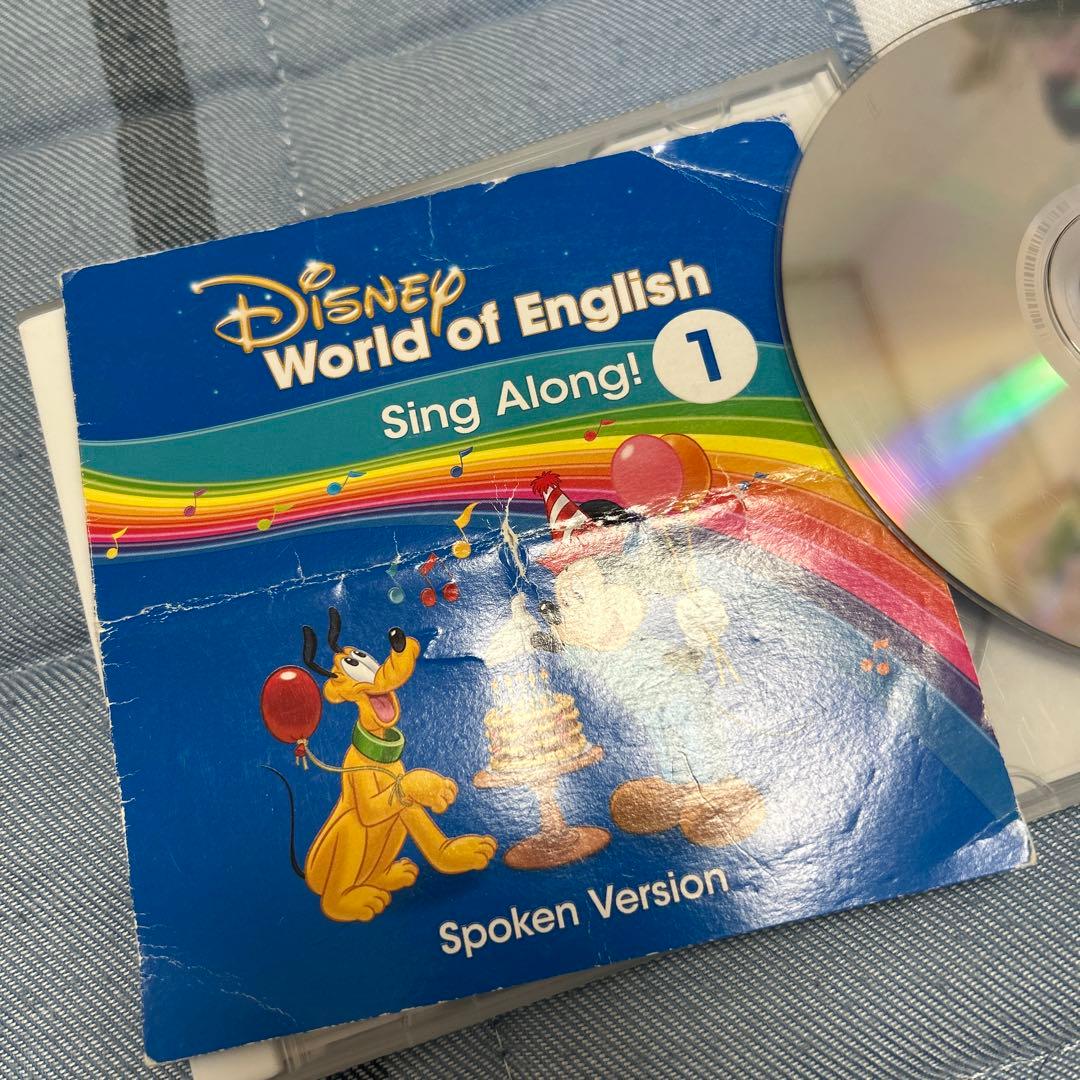 Disney
World of English
Sing Along! 1
Spoken Version